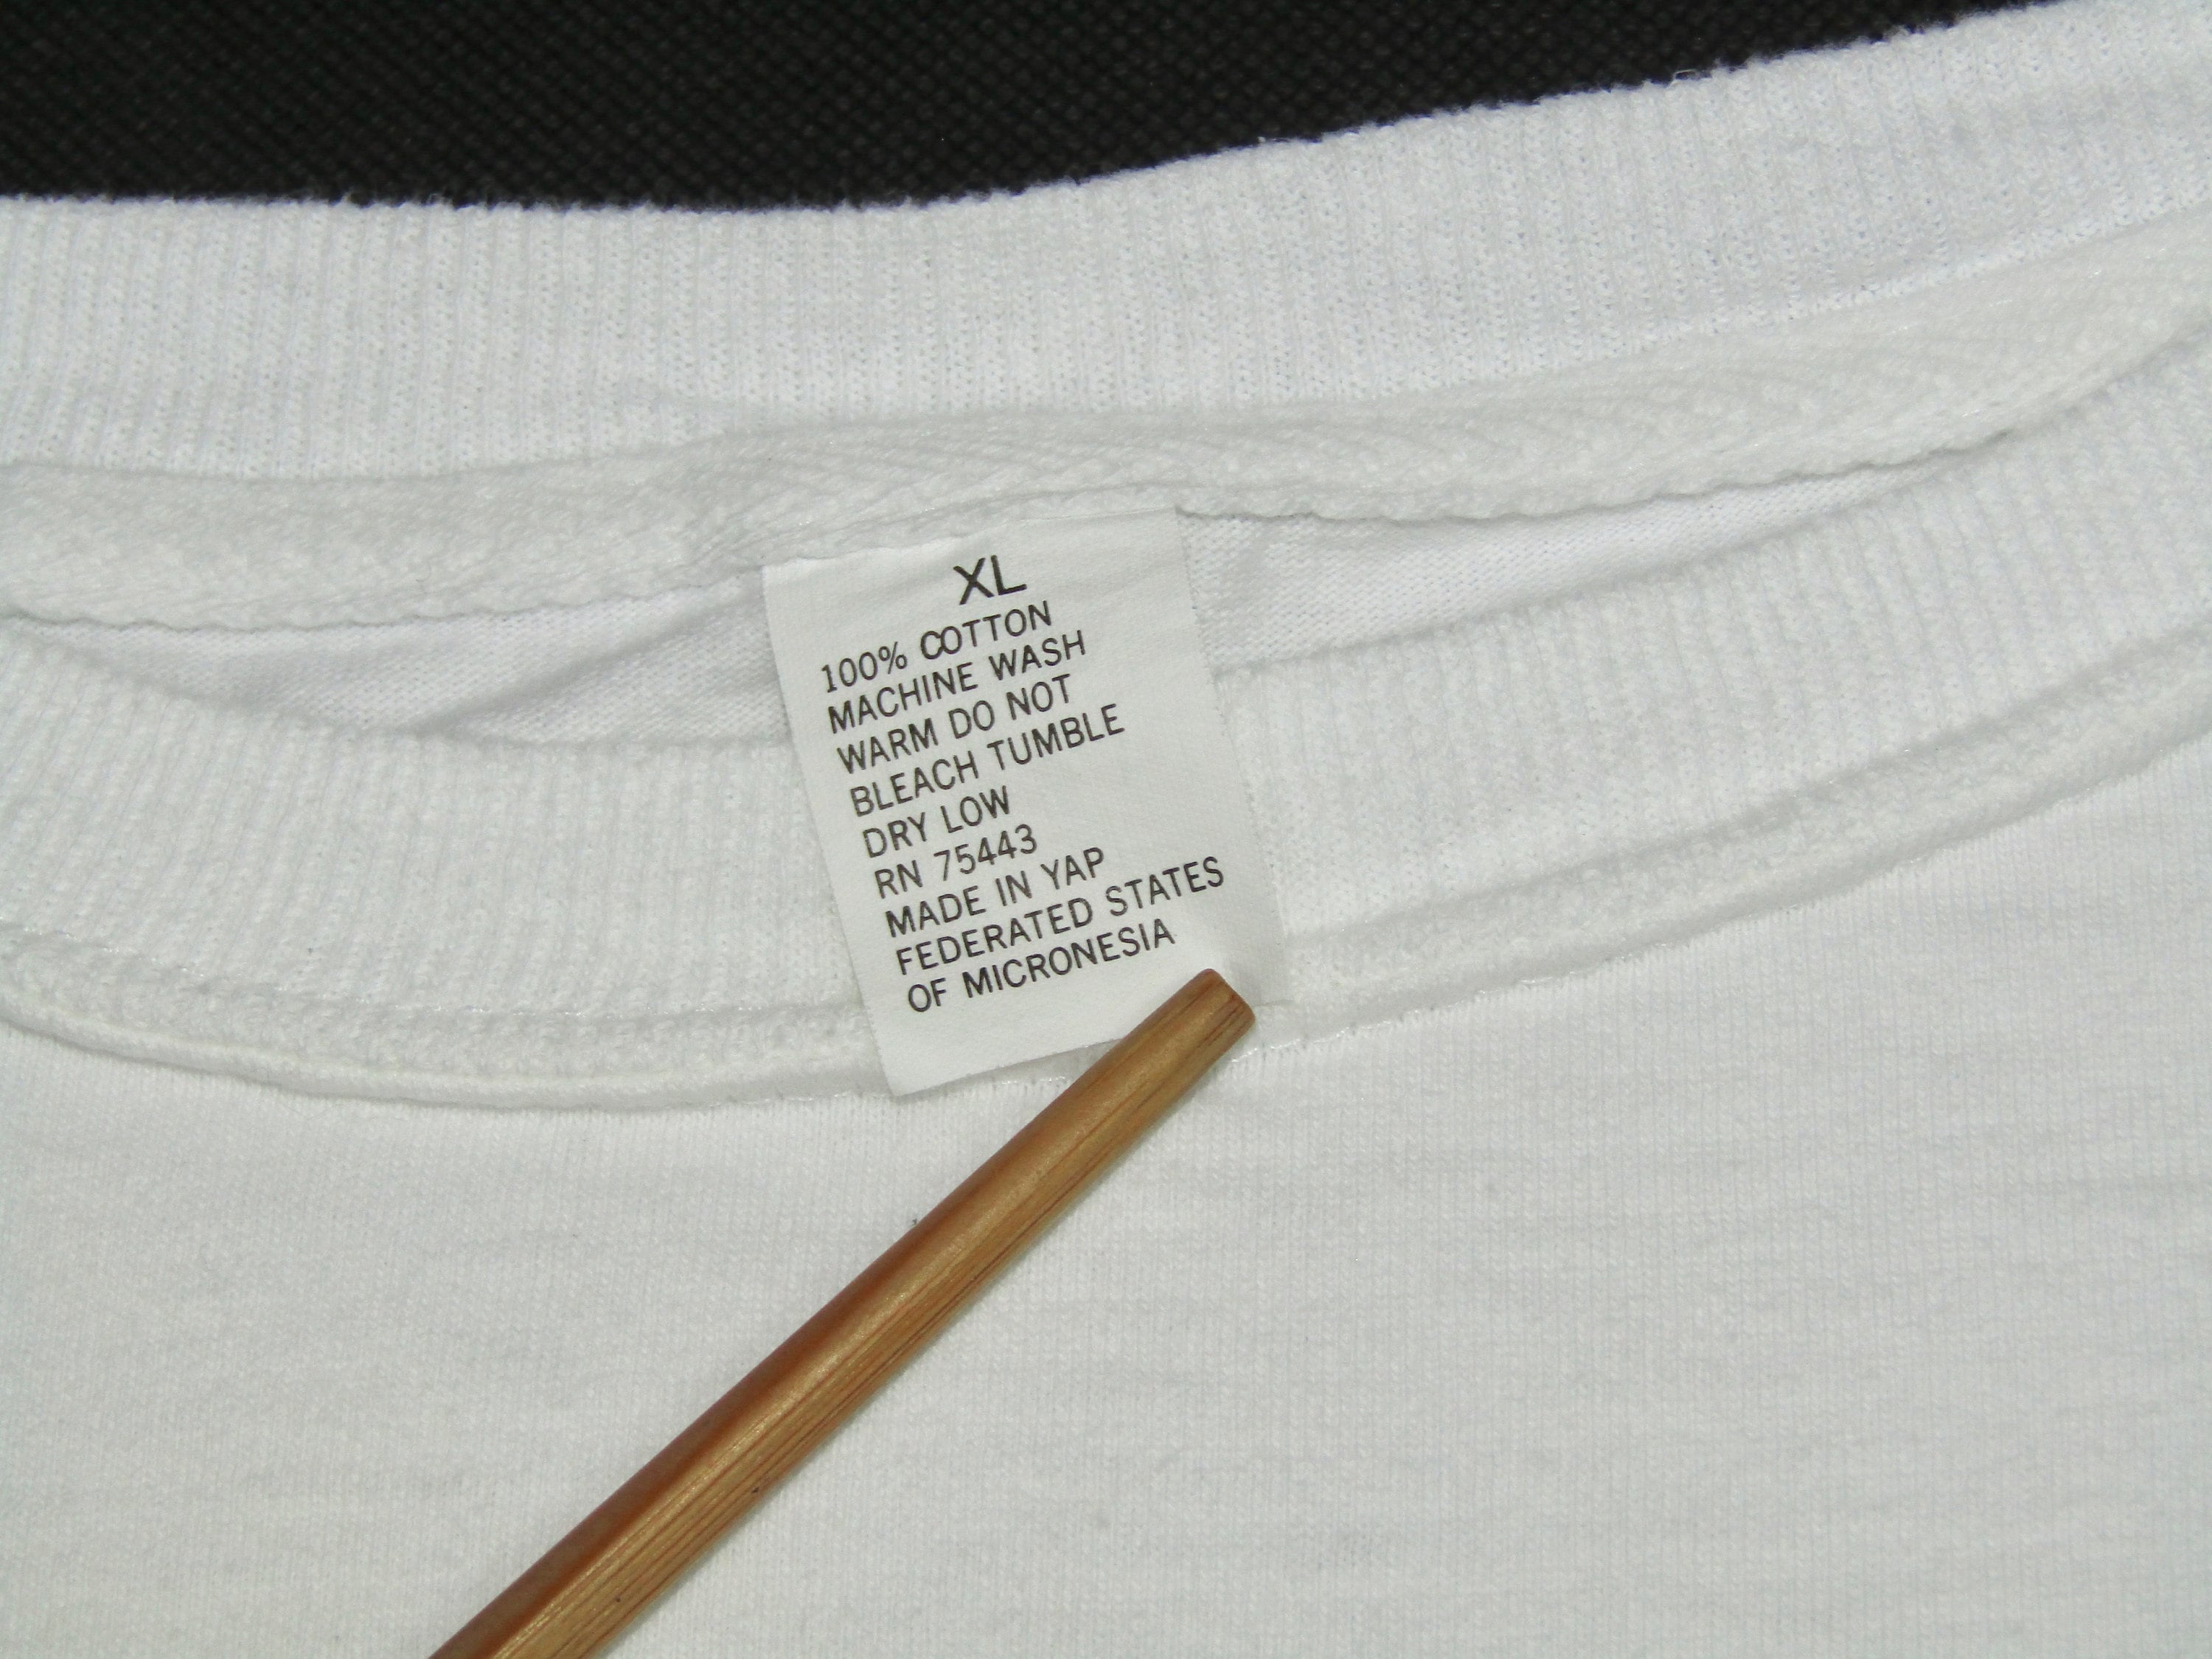 XL
100% COTTON
MACHINE WASH
WARM DO NOT
BLEACH TUMBLE
DRY LOW
RN 75443
MADE IN YAP
FEDERATED STATES
OF MICRONESIA